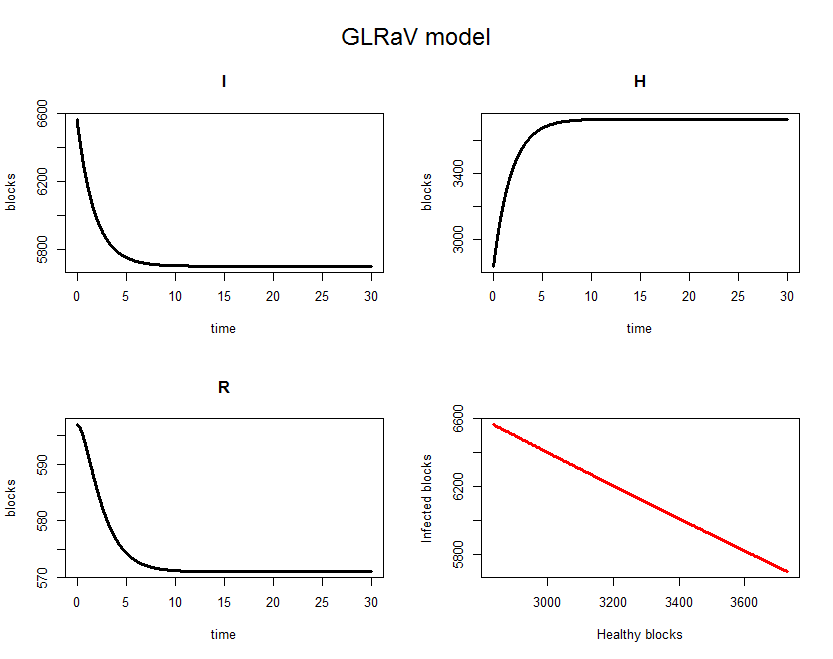 GLRaV model
I
blocks
6600
6200
5800
0 5 10 15 20 25 30
time
H
blocks
3400
3000
0 5 10 15 20 25 30
time
R
blocks
590
580
570
0 5 10 15 20 25 30
time
Infected blocks
6600
6200
5800
3000 3200 3400 3600
Healthy blocks